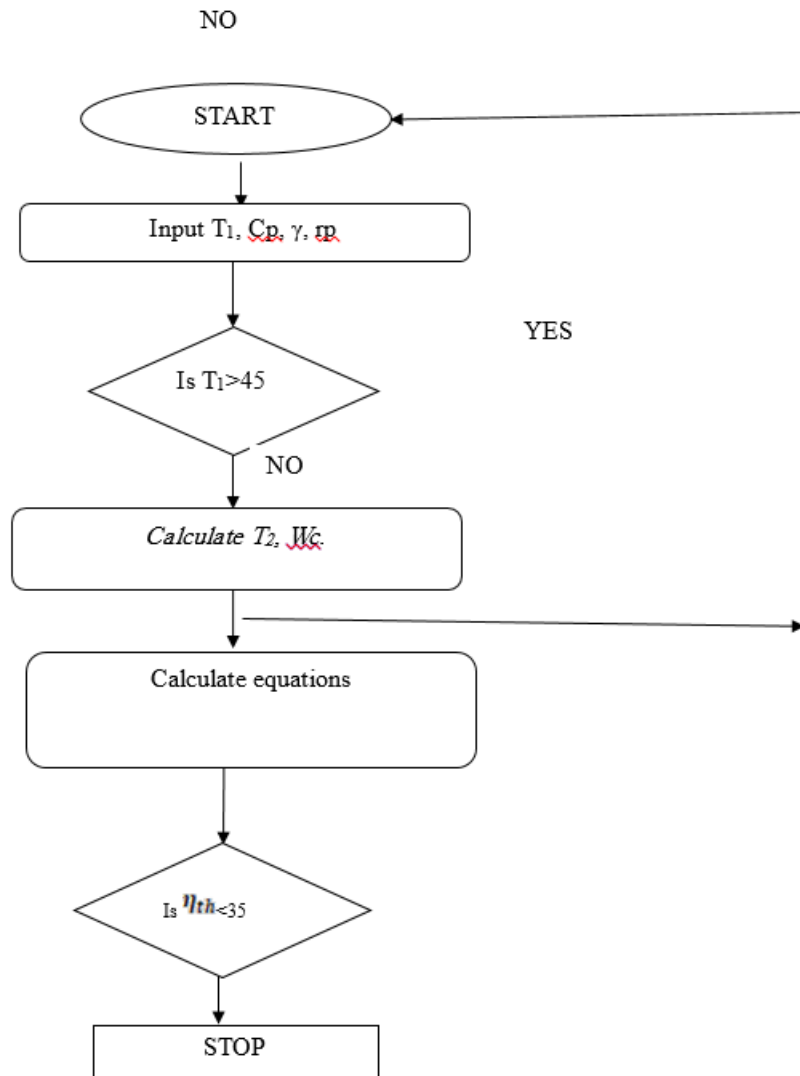 NO
START
Input T1, Cp, γ, rp
YES
Is T1>45
NO
Calculate T2, Wc.
Calculate equations
Is ηth<35
STOP